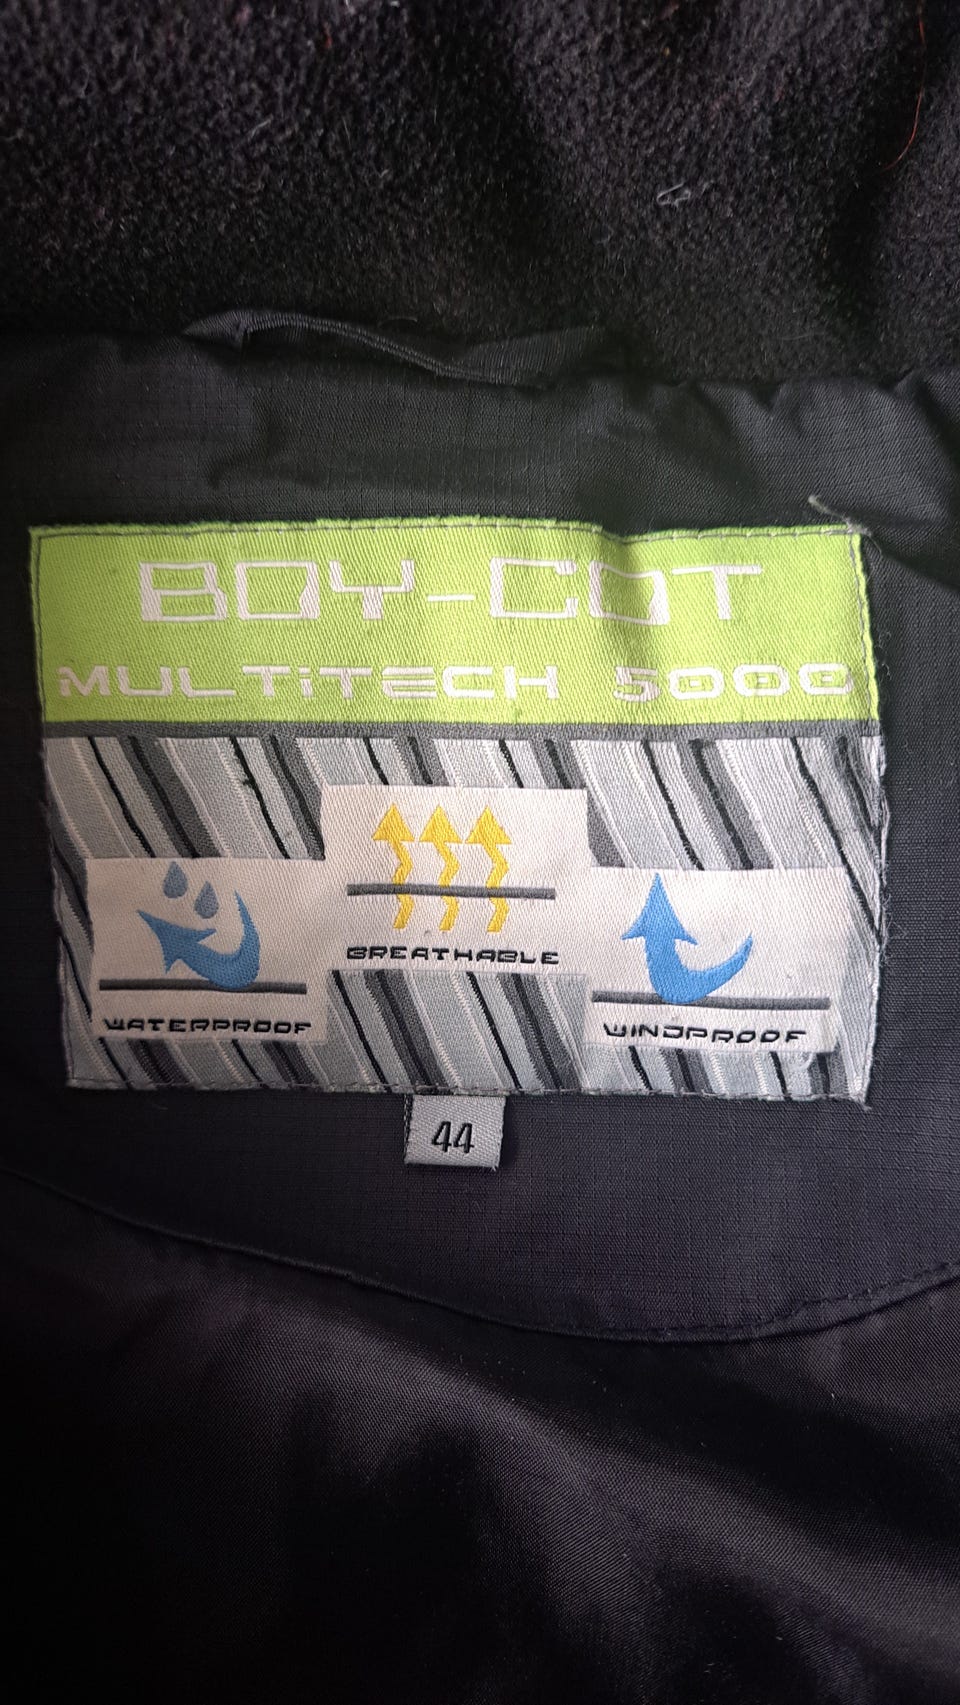 BOY-COT
MULTiTECH 5000
BREATHABLE
WATERPROOF
WINDPROOF
44